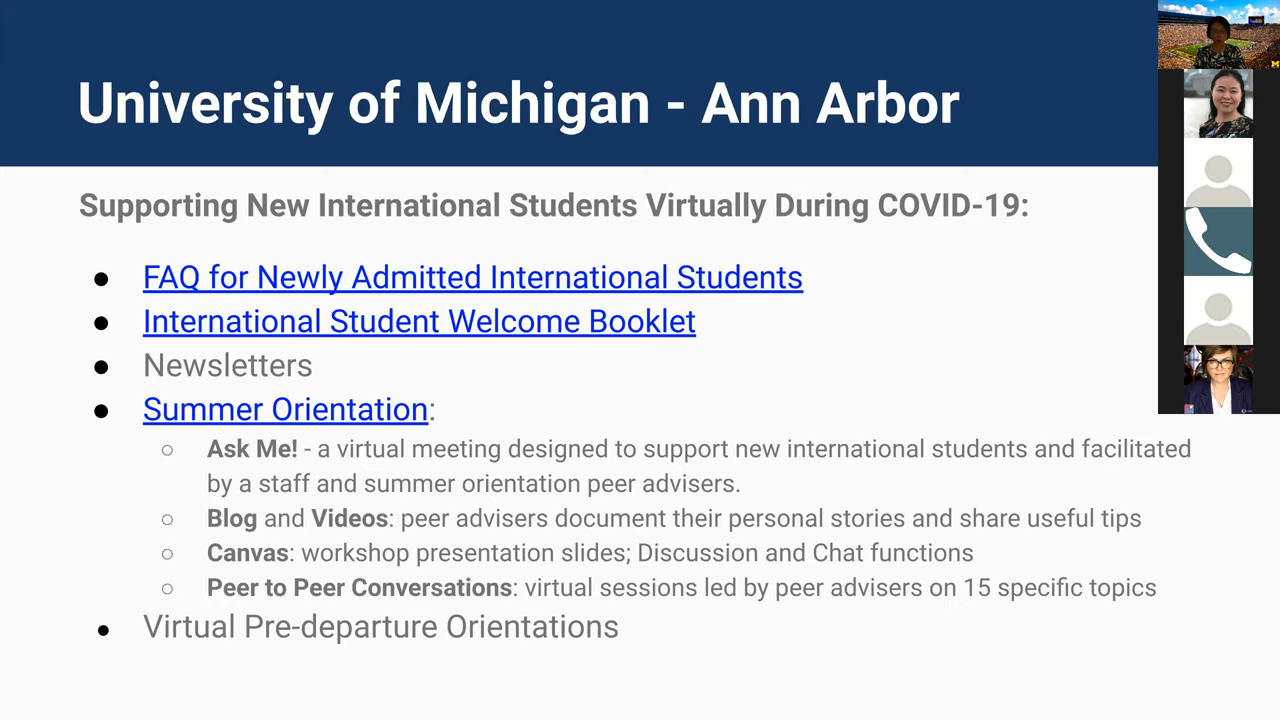 University of Michigan - Ann Arbor
Supporting New International Students Virtually During COVID-19:
● FAQ for Newly Admitted International Students
● International Student Welcome Booklet
● Newsletters
● Summer Orientation:
○ Ask Me! - a virtual meeting designed to support new international students and facilitated
by a staff and summer orientation peer advisers.
○ Blog and Videos: peer advisers document their personal stories and share useful tips
○ Canvas: workshop presentation slides; Discussion and Chat functions
○ Peer to Peer Conversations: virtual sessions led by peer advisers on 15 specific topics
● Virtual Pre-departure Orientations